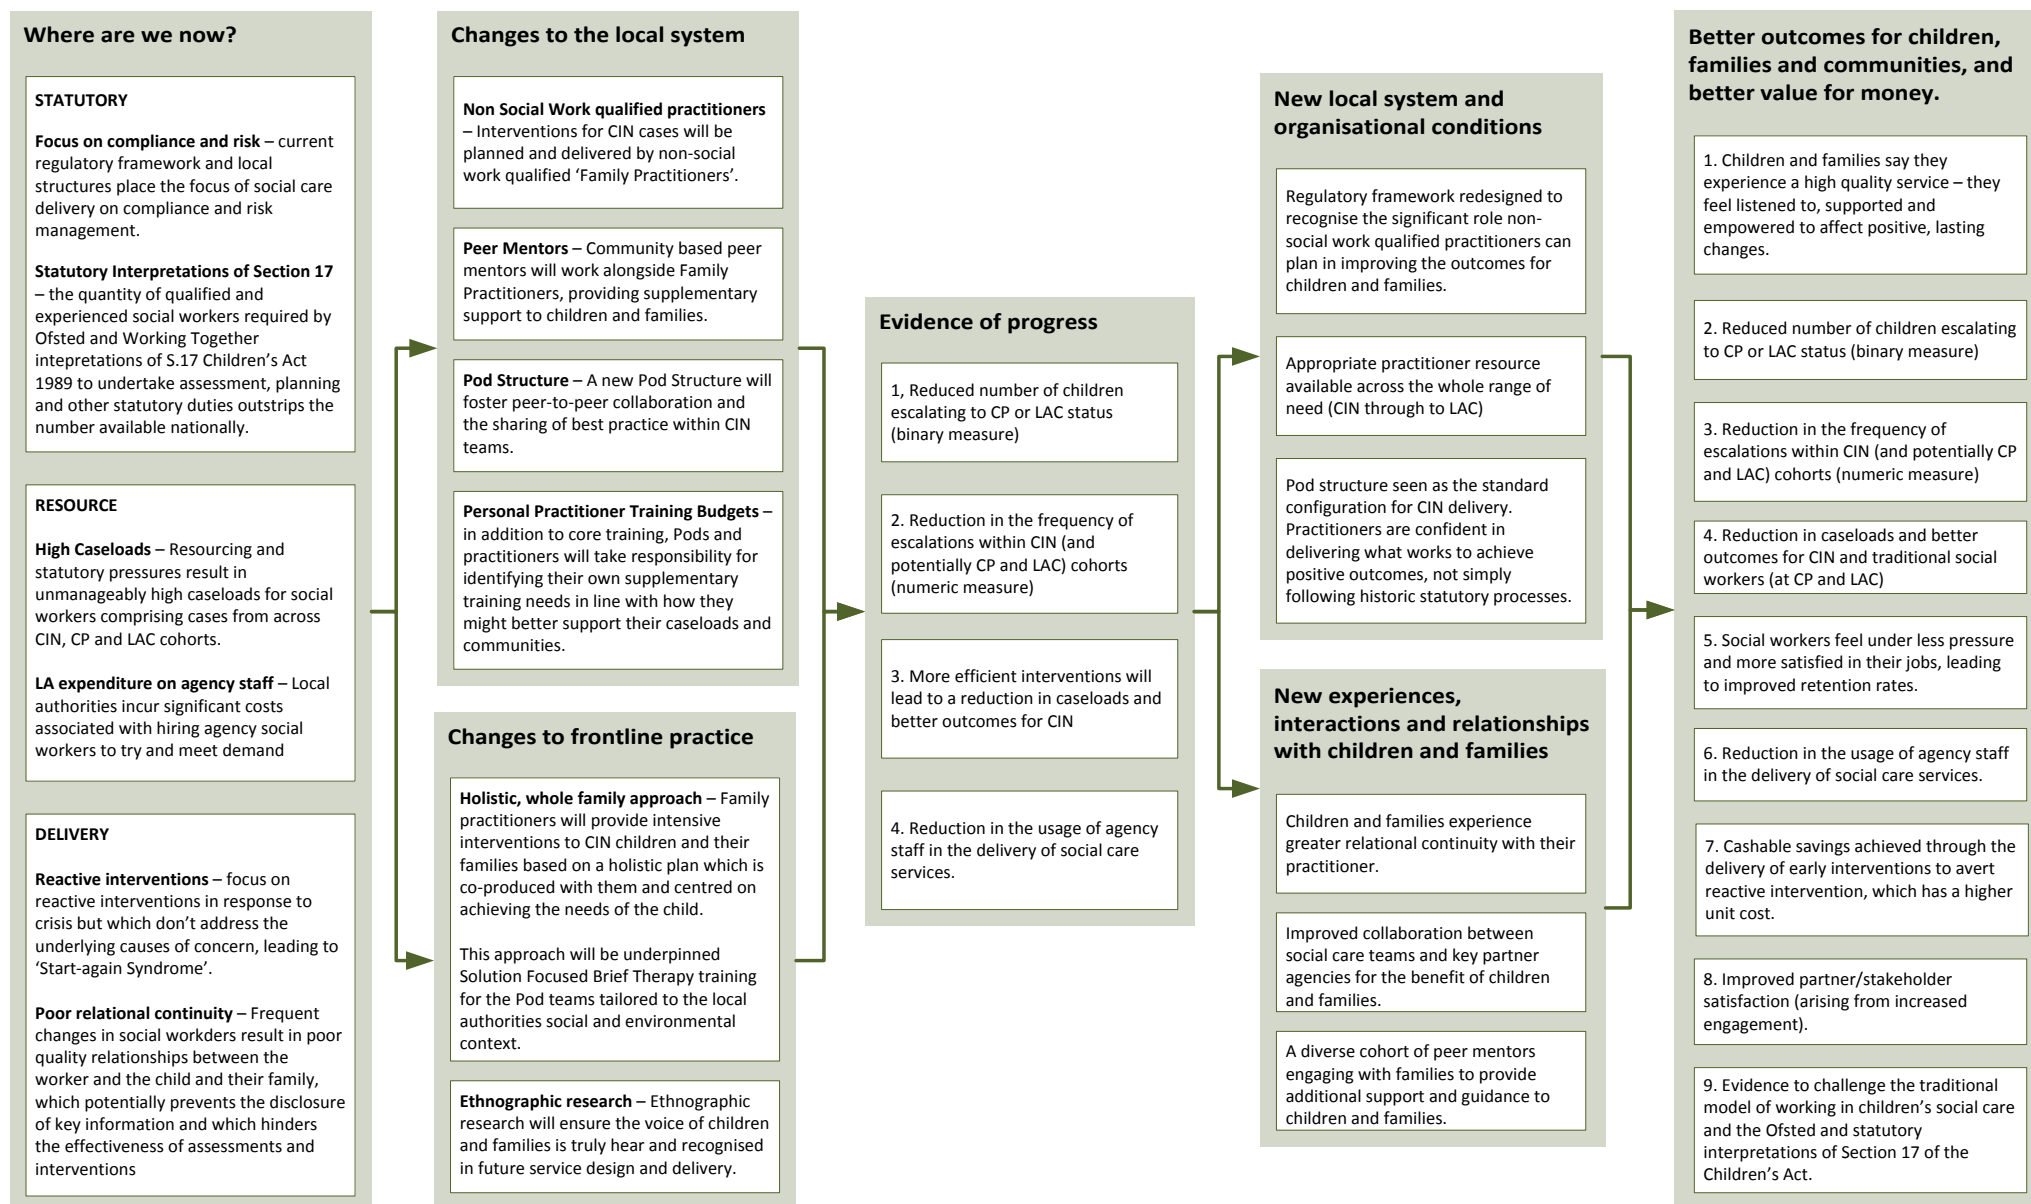 Where are we now?
STATUTORY
Focus on compliance and risk – current
regulatory framework and local
structures place the focus of social care
delivery on compliance and risk
management.
Statutory Interpretations of Section 17
– the quantity of qualified and
experienced social workers required by
Ofsted and Working Together
intepretations of S.17 Children’s Act
1989 to undertake assessment, planning
and other statutory duties outstrips the
number available nationally.
RESOURCE
High Caseloads – Resourcing and
statutory pressures result in
unmanageably high caseloads for social
workers comprising cases from across
CIN, CP and LAC cohorts.
LA expenditure on agency staff – Local
authorities incur significant costs
associated with hiring agency social
workers to try and meet demand
DELIVERY
Reactive interventions – focus on
reactive interventions in response to
crisis but which don’t address the
underlying causes of concern, leading to
‘Start-again Syndrome’.
Poor relational continuity – Frequent
changes in social workders result in poor
quality relationships between the
worker and the child and their family,
which potentially prevents the disclosure
of key information and which hinders
the effectiveness of assessments and
interventions
Changes to the local system
Non Social Work qualified practitioners
– Interventions for CIN cases will be
planned and delivered by non-social
work qualified ‘Family Practitioners’.
Peer Mentors – Community based peer
mentors will work alongside Family
Practitioners, providing supplementary
support to children and families.
Pod Structure – A new Pod Structure will
foster peer-to-peer collaboration and
the sharing of best practice within CIN
teams.
Personal Practitioner Training Budgets –
in addition to core training, Pods and
practitioners will take responsibility for
identifying their own supplementary
training needs in line with how they
might better support their caseloads and
communities.
Changes to frontline practice
Holistic, whole family approach – Family
practitioners will provide intensive
interventions to CIN children and their
families based on a holistic plan which is
co-produced with them and centred on
achieving the needs of the child.
This approach will be underpinned
Solution Focused Brief Therapy training
for the Pod teams tailored to the local
authorities social and environmental
context.
Ethnographic research – Ethnographic
research will ensure the voice of children
and families is truly hear and recognised
in future service design and delivery.
Evidence of progress
1, Reduced number of children
escalating to CP or LAC status
(binary measure)
2. Reduction in the frequency of
escalations within CIN (and
potentially CP and LAC) cohorts
(numeric measure)
3. More efficient interventions will
lead to a reduction in caseloads and
better outcomes for CIN
4. Reduction in the usage of agency
staff in the delivery of social care
services.
New local system and
organisational conditions
Regulatory framework redesigned to
recognise the significant role non-
social work qualified practitioners can
plan in improving the outcomes for
children and families.
Appropriate practitioner resource
available across the whole range of
need (CIN through to LAC)
Pod structure seen as the standard
configuration for CIN delivery.
Practitioners are confident in
delivering what works to achieve
positive outcomes, not simply
following historic statutory processes.
New experiences,
interactions and relationships
with children and families
Children and families experience
greater relational continuity with their
practitioner.
Improved collaboration between
social care teams and key partner
agencies for the benefit of children
and families.
A diverse cohort of peer mentors
engaging with families to provide
additional support and guidance to
children and families.
Better outcomes for children,
families and communities, and
better value for money.
1. Children and families say they
experience a high quality service – they
feel listened to, supported and
empowered to affect positive, lasting
changes.
2. Reduced number of children escalating
to CP or LAC status (binary measure)
3. Reduction in the frequency of
escalations within CIN (and potentially CP
and LAC) cohorts (numeric measure)
4. Reduction in caseloads and better
outcomes for CIN and traditional social
workers (at CP and LAC)
5. Social workers feel under less pressure
and more satisfied in their jobs, leading
to improved retention rates.
6. Reduction in the usage of agency staff
in the delivery of social care services.
7. Cashable savings achieved through the
delivery of early interventions to avert
reactive intervention, which has a higher
unit cost.
8. Improved partner/stakeholder
satisfaction (arising from increased
engagement).
9. Evidence to challenge the traditional
model of working in children’s social care
and the Ofsted and statutory
interpretations of Section 17 of the
Children’s Act.